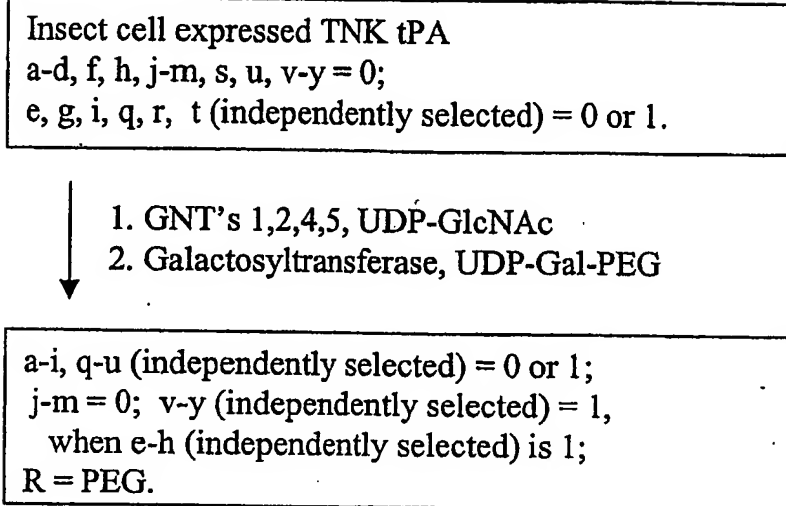 Insect cell expressed TNK tPA
a-d, f, h, j-m, s, u, v-y = 0;
e, g, i, q, r, t (independently selected) = 0 or 1.
1. GNT's 1,2,4,5, UDP-GlcNAc
2. Galactosyltransferase, UDP-Gal-PEG
a-i, q-u (independently selected) = 0 or 1;
j-m = 0; v-y (independently selected) = 1,
when e-h (independently selected) is 1;
R = PEG.